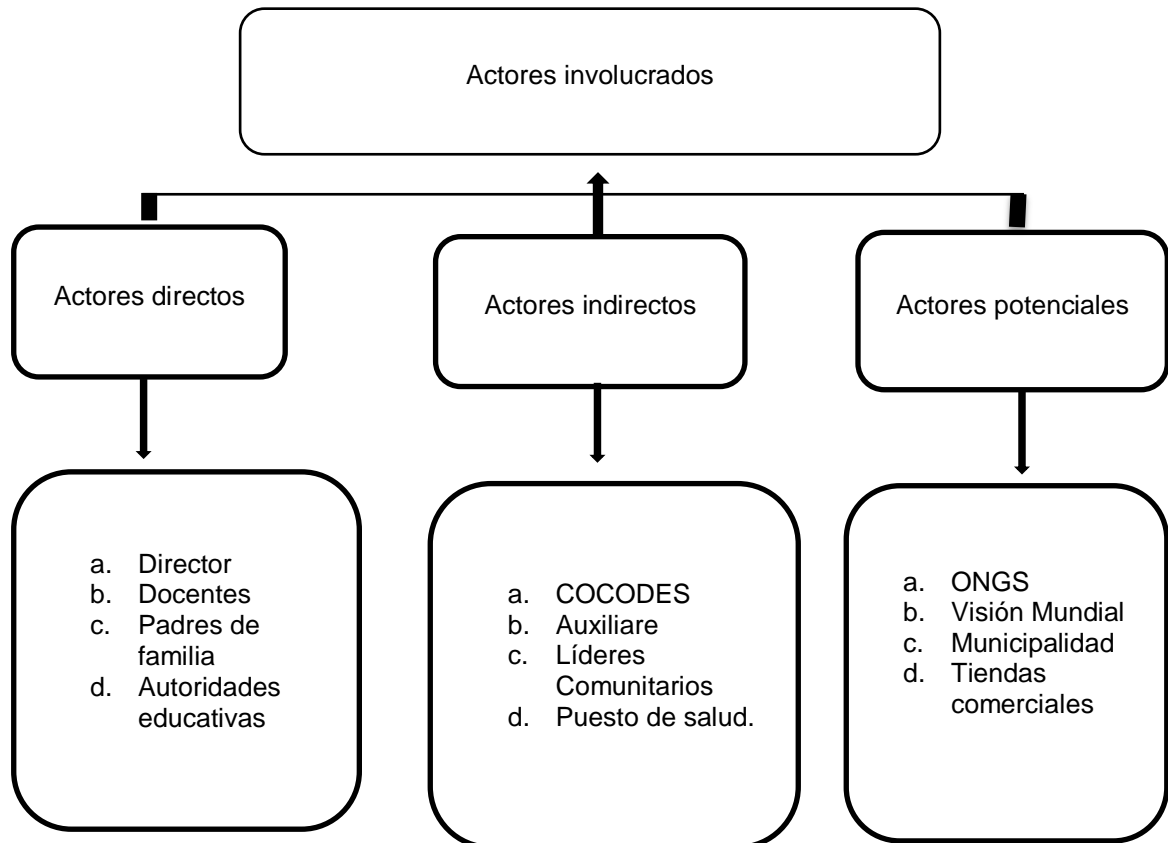 Actores involucrados
Actores directos
Actores indirectos
Actores potenciales
a. Director
b. Docentes
c. Padres de
familia
d. Autoridades
educativas
a. COCODES
b. Auxiliare
c. Líderes
Comunitarios
d. Puesto de salud.
a. ONGS
b. Visión Mundial
c. Municipalidad
d. Tiendas
comerciales